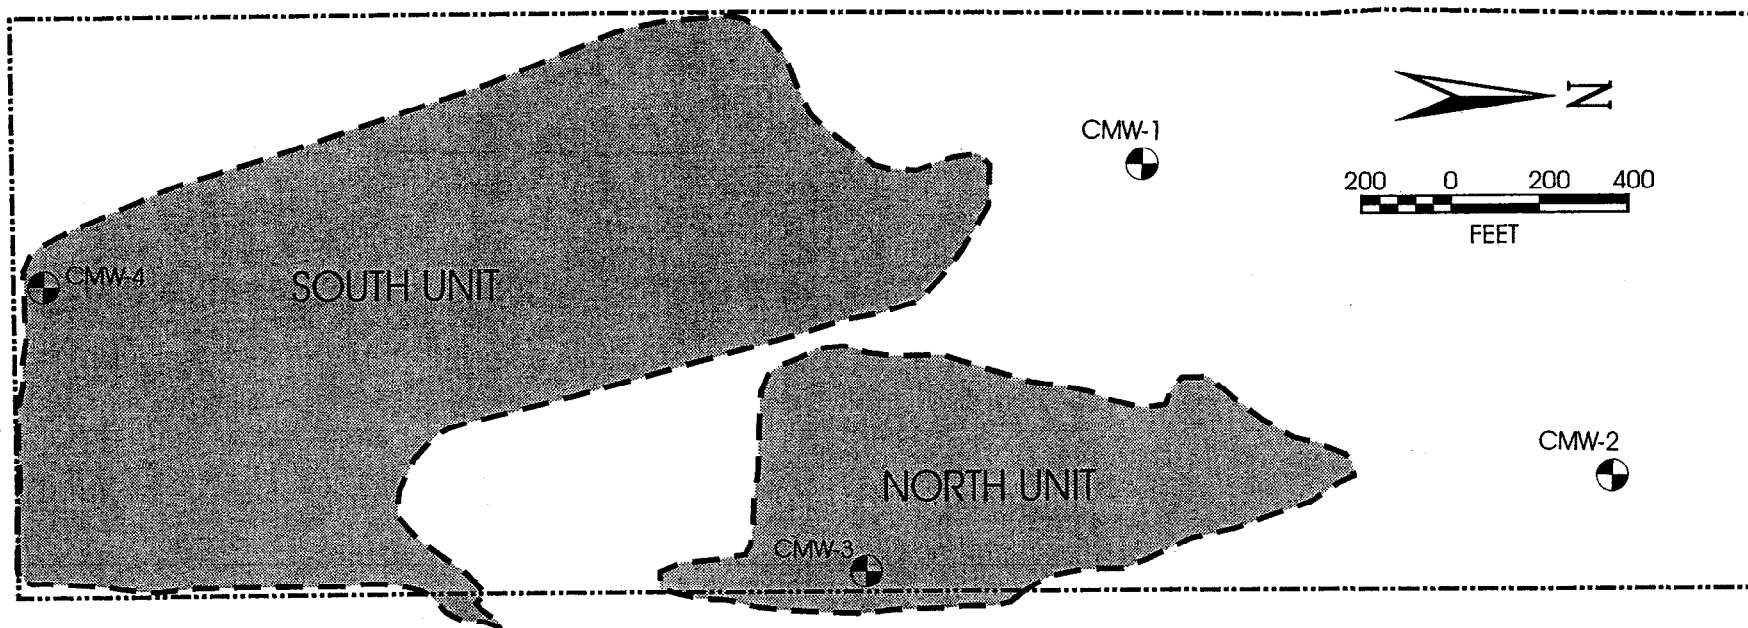 N
CMW-1
200 0 200 400
FEET
CMW-4
SOUTH UNIT
CMW-2
NORTH UNIT
CMW-3